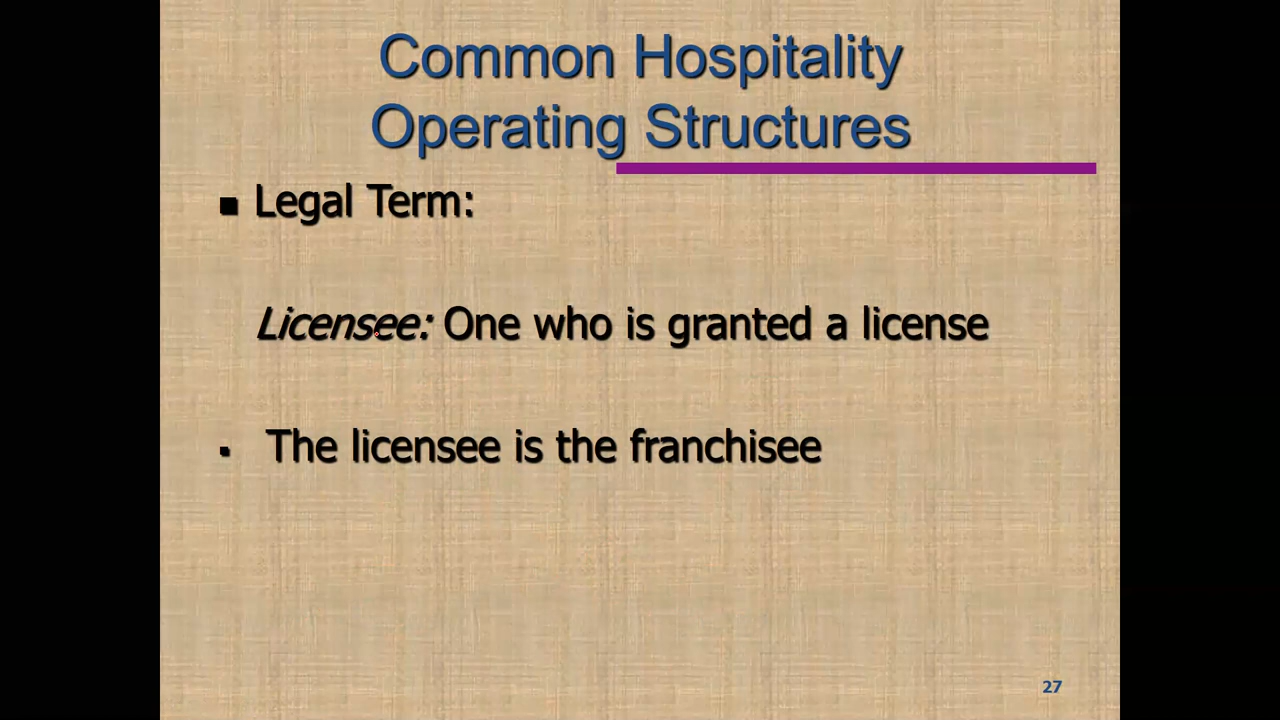 Common Hospitality
Operating Structures
Legal Term:
Licensee: One who is granted a license
The licensee is the franchisee
27